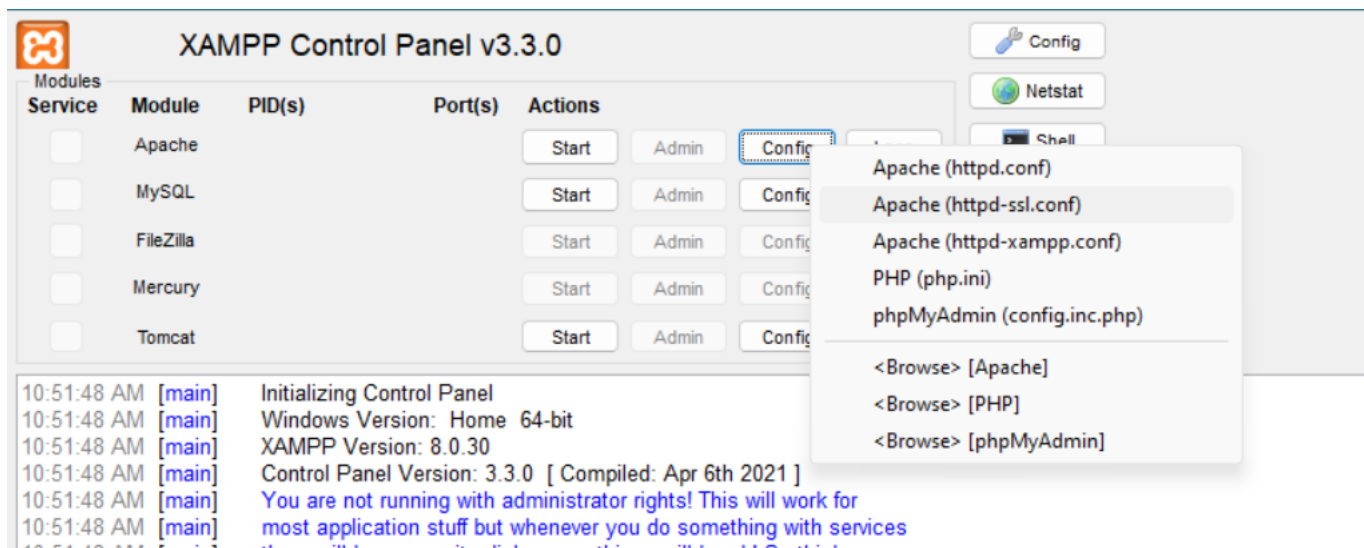 XAMPP Control Panel v3.3.0
Config
Modules
Netstat
Service Module PID(s) Port(s) Actions
Shell
Apache Start Admin Config
MySQL Start Admin Config
FileZilla Start Admin Config
Mercury Start Admin Config
Tomcat Start Admin Config
Apache (httpd.conf)
Apache (httpd-ssl.conf)
Apache (httpd-xampp.conf)
PHP (php.ini)
phpMyAdmin (config.inc.php)
<Browse> [Apache]
<Browse> [PHP]
<Browse> [phpMyAdmin]
10:51:48 AM [main] Initializing Control Panel
10:51:48 AM [main] Windows Version: Home 64-bit
10:51:48 AM [main] XAMPP Version: 8.0.30
10:51:48 AM [main] Control Panel Version: 3.3.0 [ Compiled: Apr 6th 2021 ]
10:51:48 AM [main] You are not running with administrator rights! This will work for
10:51:48 AM [main] most application stuff but whenever you do something with services